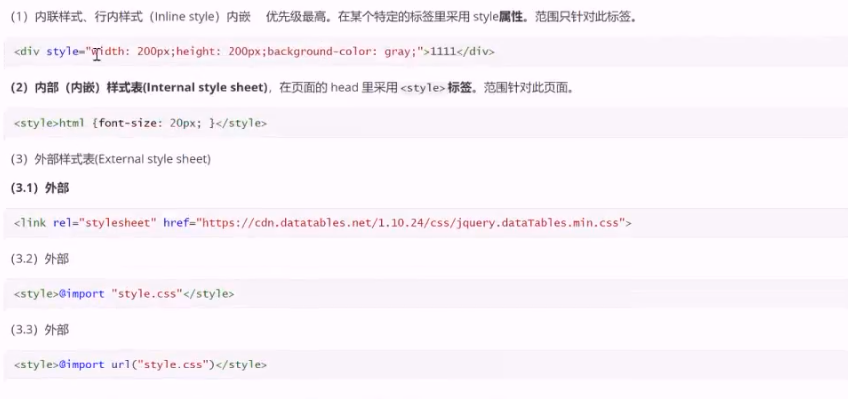 （1）内联样式、行内样式（Inline style）内嵌 优先级最高。在某个特定的标签里采用 style属性。范围只针对此标签。
<div style="width: 200px;height: 200px;background-color: gray;">1111</div>
（2）内部（内嵌）样式表(Internal style sheet)，在页面的 head 里采用<style>标签。范围针对此页面。
<style>html {font-size: 20px; }</style>
（3）外部样式表(External style sheet)
（3.1）外部
<link rel="stylesheet" href="https://cdn.datatables.net/1.10.24/css/jquery.dataTables.min.css">
（3.2）外部
<style>@import "style.css"</style>
（3.3）外部
<style>@import url("style.css")</style>